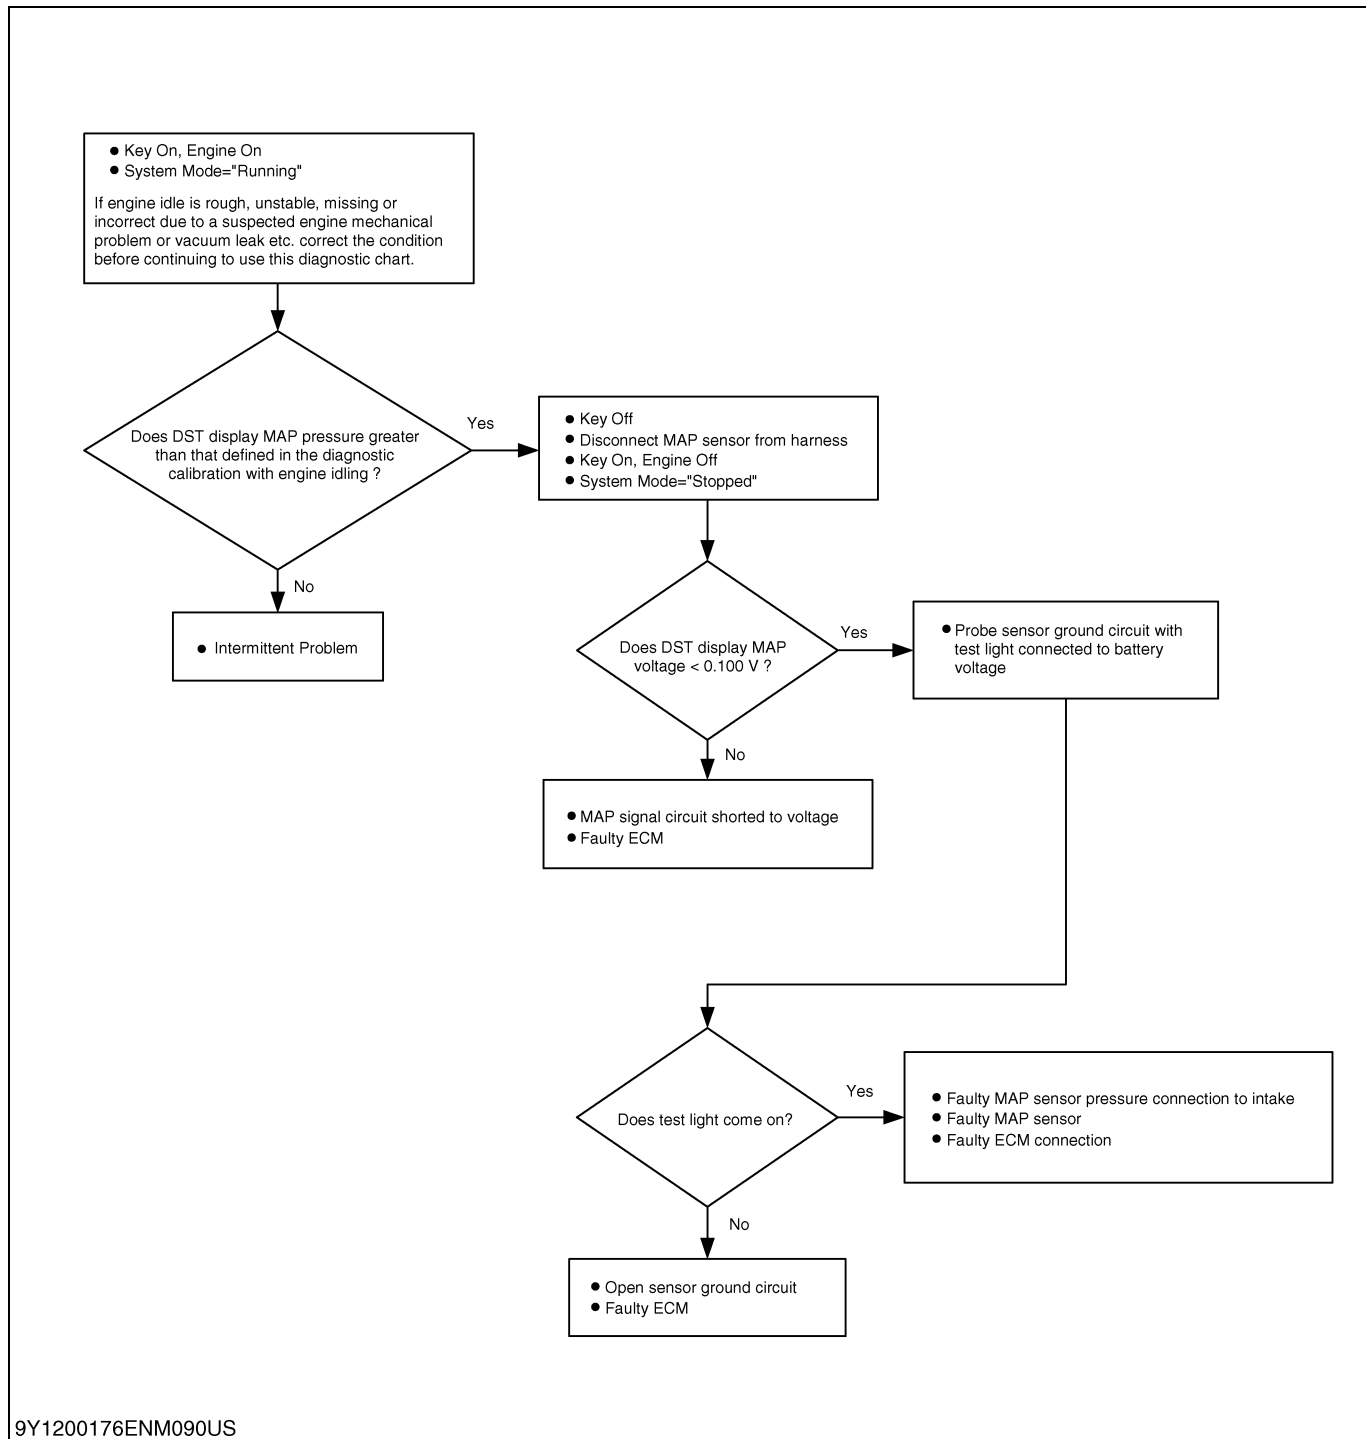 ● Key On, Engine On
● System Mode="Running"
If engine idle is rough, unstable, missing or
incorrect due to a suspected engine mechanical
problem or vacuum leak etc. correct the condition
before continuing to use this diagnostic chart.
Does DST display MAP pressure greater
than that defined in the diagnostic
calibration with engine idling ?
Yes
● Key Off
● Disconnect MAP sensor from harness
● Key On, Engine Off
● System Mode="Stopped"
No
● Intermittent Problem
Does DST display MAP
voltage < 0.100 V ?
Yes
● Probe sensor ground circuit with
test light connected to battery
voltage
No
● MAP signal circuit shorted to voltage
● Faulty ECM
Does test light come on?
Yes
● Faulty MAP sensor pressure connection to intake
● Faulty MAP sensor
● Faulty ECM connection
No
● Open sensor ground circuit
● Faulty ECM
9Y1200176ENM090US